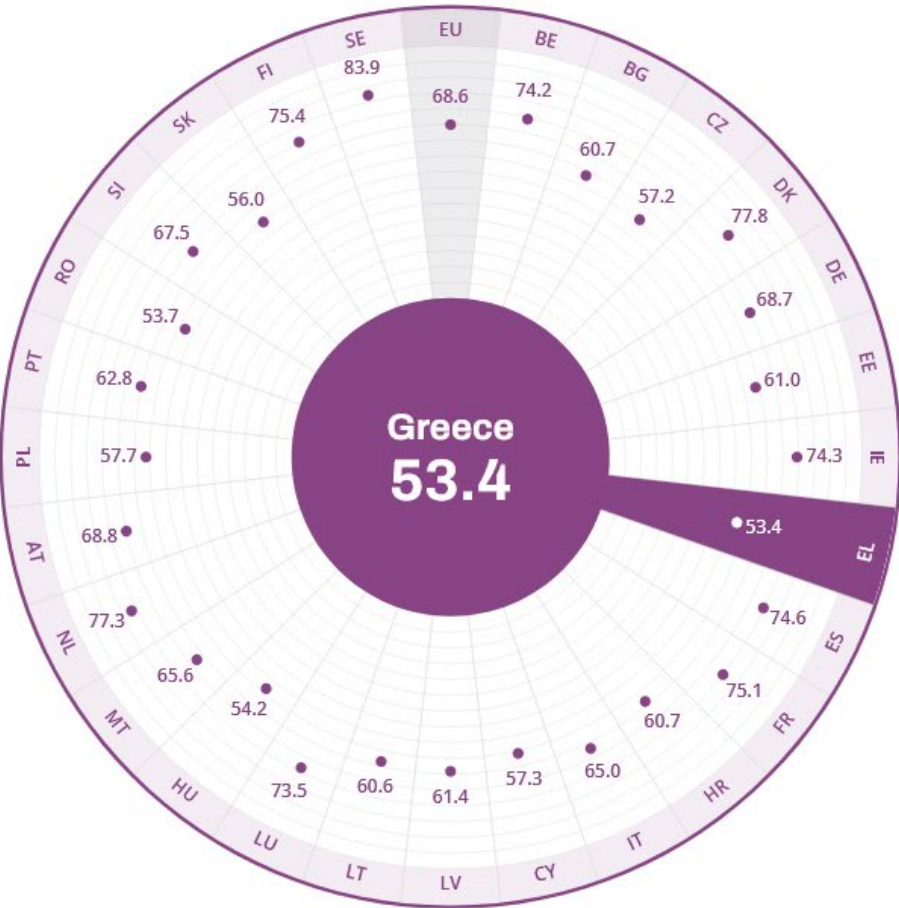 EU
68.6
BE
74.2
BG
60.7
CZ
57.2
DK
77.8
DE
68.7
EE
61.0
IE
74.3
EL
53.4
ES
74.6
FR
75.1
HR
60.7
IT
65.0
CY
57.3
LV
61.4
LT
60.6
LU
73.5
HU
54.2
MT
65.6
NL
77.3
AT
68.8
PL
57.7
PT
62.8
RO
53.7
SI
67.5
SK
56.0
FI
75.4
SE
83.9
Greece
53.4